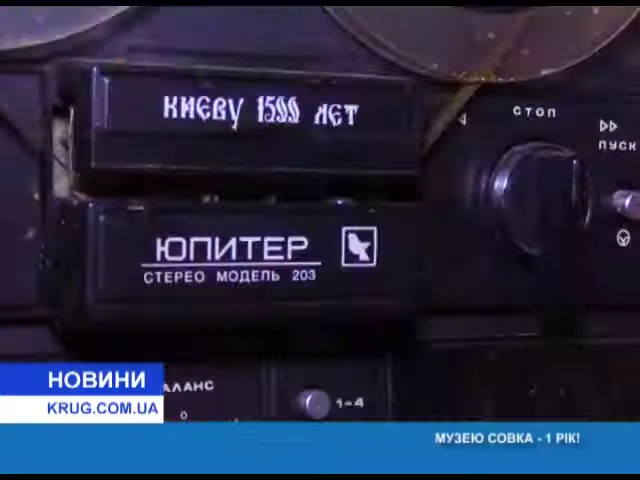 КИЕВУ 1500 ЛЕТ
СТОП
ПУСК
ЮПИТЕР
СТЕРЕО МОДЕЛЬ 203
АЛАНС
0
1-4
НОВИНИ
KRUG.COM.UA
МУЗЕЮ СОВКА - 1 РІК!